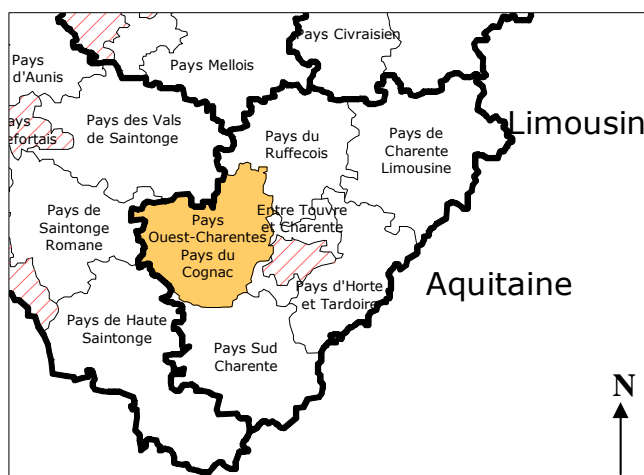 Pays Civraisien
Pays
d'Aunis
Pays Mellois
Pays des Vals
de Saintonge
ays
efortais
Pays du
Ruffecois
Pays de
Charente
Limousine
Limousin
Pays de
Saintonge
Romane
Pays
Ouest-Charentes
Pays du
Cognac
Entre Touvre
et Charente
Pays d'Horte
et Tardoire
Aquitaine
Pays de Haute
Saintonge
Pays Sud
Charente
N